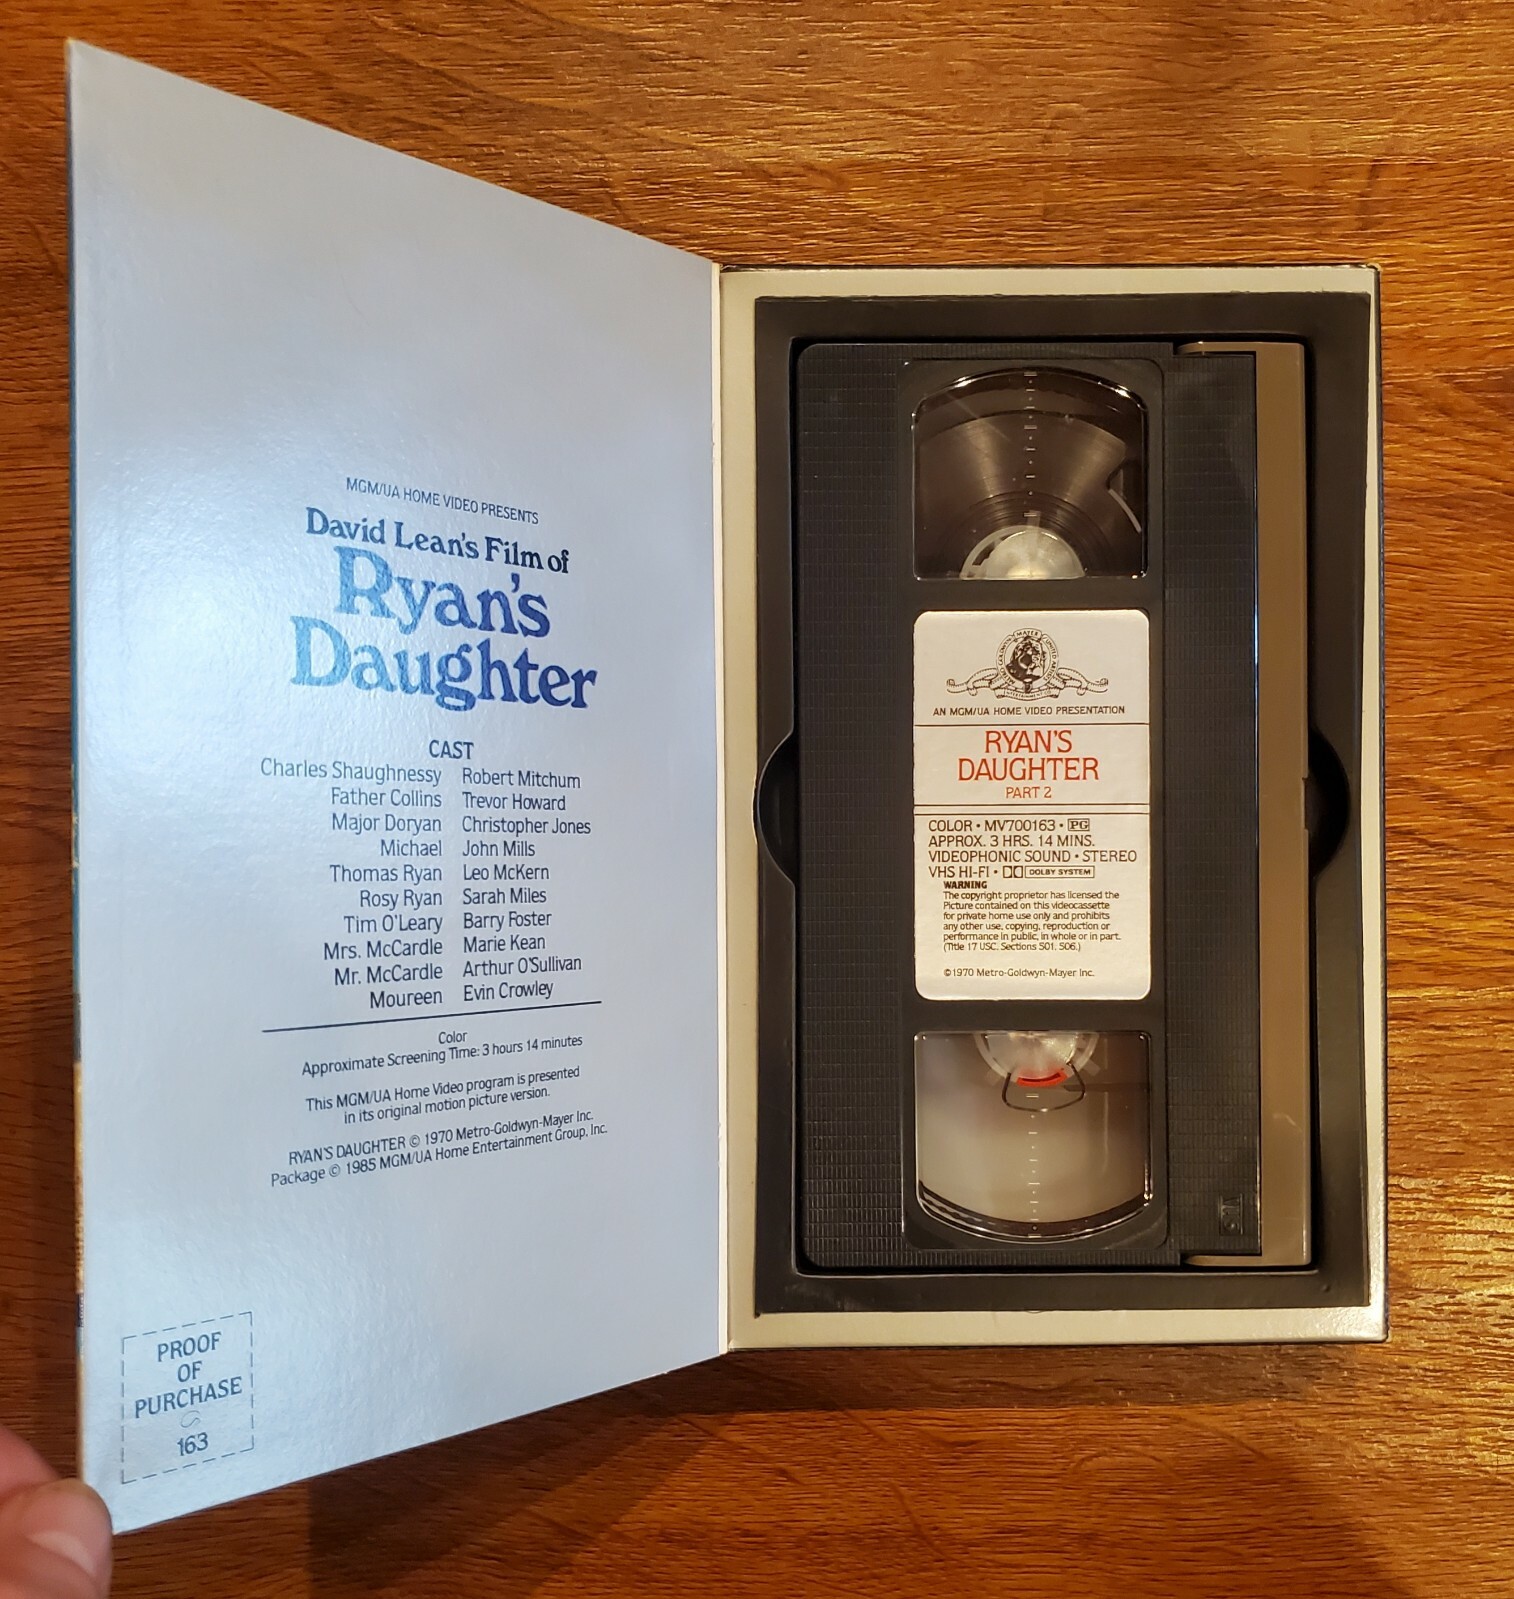 MGM/UA HOME VIDEO PRESENTS
David Lean's Film of
Ryan's
Daughter
CAST
Charles Shaughnessy Robert Mitchum
Father Collins Trevor Howard
Major Doryan Christopher Jones
Michael John Mills
Thomas Ryan Leo McKern
Rosy Ryan Sarah Miles
Tim O'Leary Barry Foster
Mrs. McCardle Marie Kean
Mr. McCardle Arthur O'Sullivan
Moureen Evin Crowley
Color
Approximate Screening Time: 3 hours 14 minutes
This MGM/UA Home Video program is presented
in its original motion picture version.
RYAN'S DAUGHTER © 1970 Metro-Goldwyn-Mayer Inc.
Package © 1985 MGM/UA Home Entertainment Group, Inc.
PROOF
OF
PURCHASE
163
AN MGM/UA HOME VIDEO PRESENTATION
RYAN'S
DAUGHTER
PART 2
COLOR • MV700163 • PG
APPROX. 3 HRS. 14 MINS.
VIDEOPHONIC SOUND • STEREO
VHS HI-FI • DOLBY SYSTEM
WARNING
The copyright proprietor has licensed the
Picture contained on this videocassette
for private home use only and prohibits
any other use, copying, reproduction or
performance in public, in whole or in part.
(Title 17 USC. Sections 501, 506.)
©1970 Metro-Goldwyn-Mayer Inc.